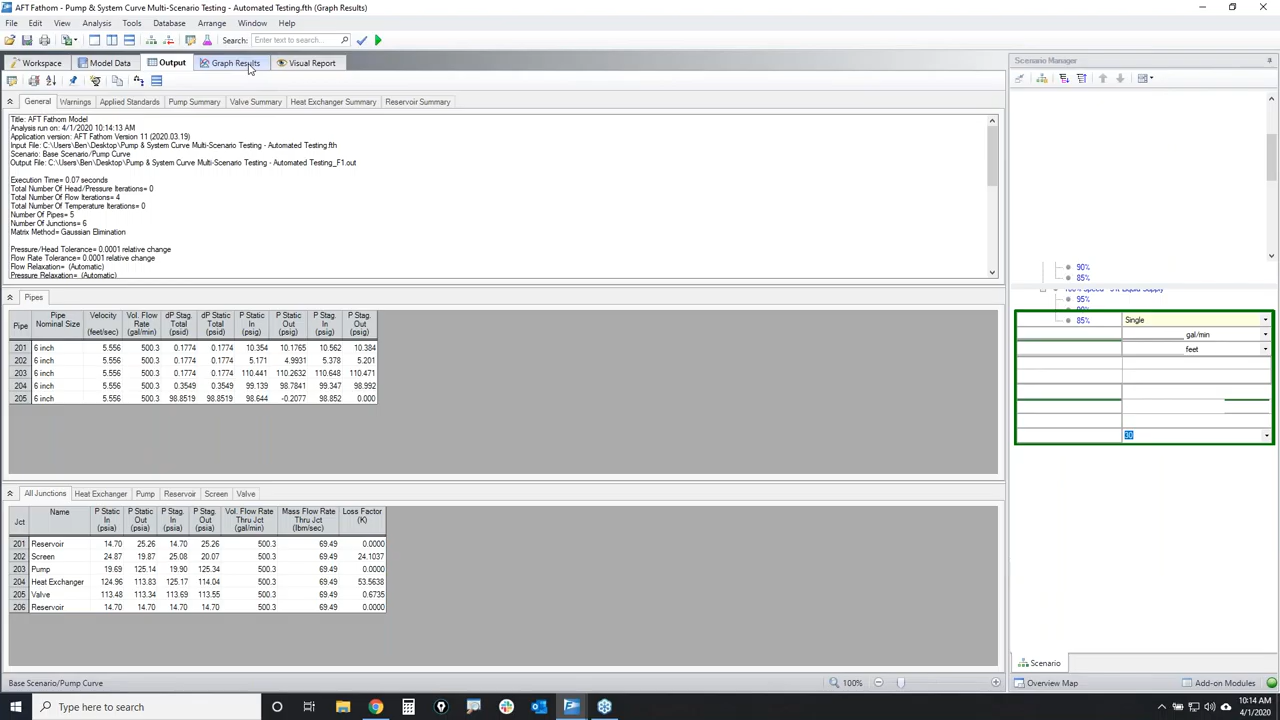 AFT Fathom - Pump & System Curve Multi-Scenario Testing - Automated Testing.fth (Graph Results)
File Edit View Analysis Tools Database Arrange Window Help
Search: Enter text to search...
Workspace Model Data Output Graph Results Visual Report
Scenario Manager
General Warnings Applied Standards Pump Summary Valve Summary Heat Exchanger Summary Reservoir Summary
Title: AFT Fathom Model
Analysis run on: 4/1/2020 10:14:13 AM
Application version: AFT Fathom Version 11 (2020.03.19)
Input File: C:\Users\Ben\Desktop\Pump & System Curve Multi-Scenario Testing - Automated Testing.fth
Scenario: Base Scenario/Pump Curve
Output File: C:\Users\Ben\Desktop\Pump & System Curve Multi-Scenario Testing - Automated Testing_F1.out
Execution Time= 0.07 seconds
Total Number Of Head/Pressure Iterations= 0
Total Number Of Flow Iterations= 4
Total Number Of Temperature Iterations= 0
Number Of Pipes= 5
Number Of Junctions= 6
Matrix Method= Gaussian Elimination
Pressure/Head Tolerance= 0.0001 relative change
Flow Rate Tolerance= 0.0001 relative change
Flow Relaxation= (Automatic)
Pressure Relaxation= (Automatic)
90%
85%
95%
85%
Single
gal/min
feet
30
Pipes
Pipe Pipe Nominal Size Velocity (feet/sec) Vol. Flow Rate (gal/min) dP Stag. Total (psid) dP Static Total (psid) P Static In (psig) P Static Out (psig) P Stag. In (psig) P Stag. Out (psig)
201 6 inch 5.556 500.3 0.1774 0.1774 10.354 10.1765 10.562 10.384
202 6 inch 5.556 500.3 0.1774 0.1774 5.171 4.9931 5.378 5.201
203 6 inch 5.556 500.3 0.1774 0.1774 110.441 110.2632 110.648 110.471
204 6 inch 5.556 500.3 0.3549 0.3549 99.139 98.7841 99.347 98.992
205 6 inch 5.556 500.3 98.8519 98.8519 98.644 -0.2077 98.852 0.000
All Junctions Heat Exchanger Pump Reservoir Screen Valve
Jct Name P Static In (psia) P Static Out (psia) P Stag. In (psia) P Stag. Out (psia) Vol. Flow Rate Thru Jct (gal/min) Mass Flow Rate Thru Jct (lbm/sec) Loss Factor (K)
201 Reservoir 14.70 25.26 14.70 25.26 500.3 69.49 0.0000
202 Screen 24.87 19.87 25.08 20.07 500.3 69.49 24.1037
203 Pump 19.69 125.14 19.90 125.34 500.3 69.49 0.0000
204 Heat Exchanger 124.96 113.83 125.17 114.04 500.3 69.49 53.5638
205 Valve 113.48 113.34 113.69 113.55 500.3 69.49 0.6735
206 Reservoir 14.70 14.70 14.70 14.70 500.3 69.49 0.0000
Scenario
Base Scenario/Pump Curve
100%
Overview Map
Add-on Modules
Type here to search
10:14 AM
4/1/2020